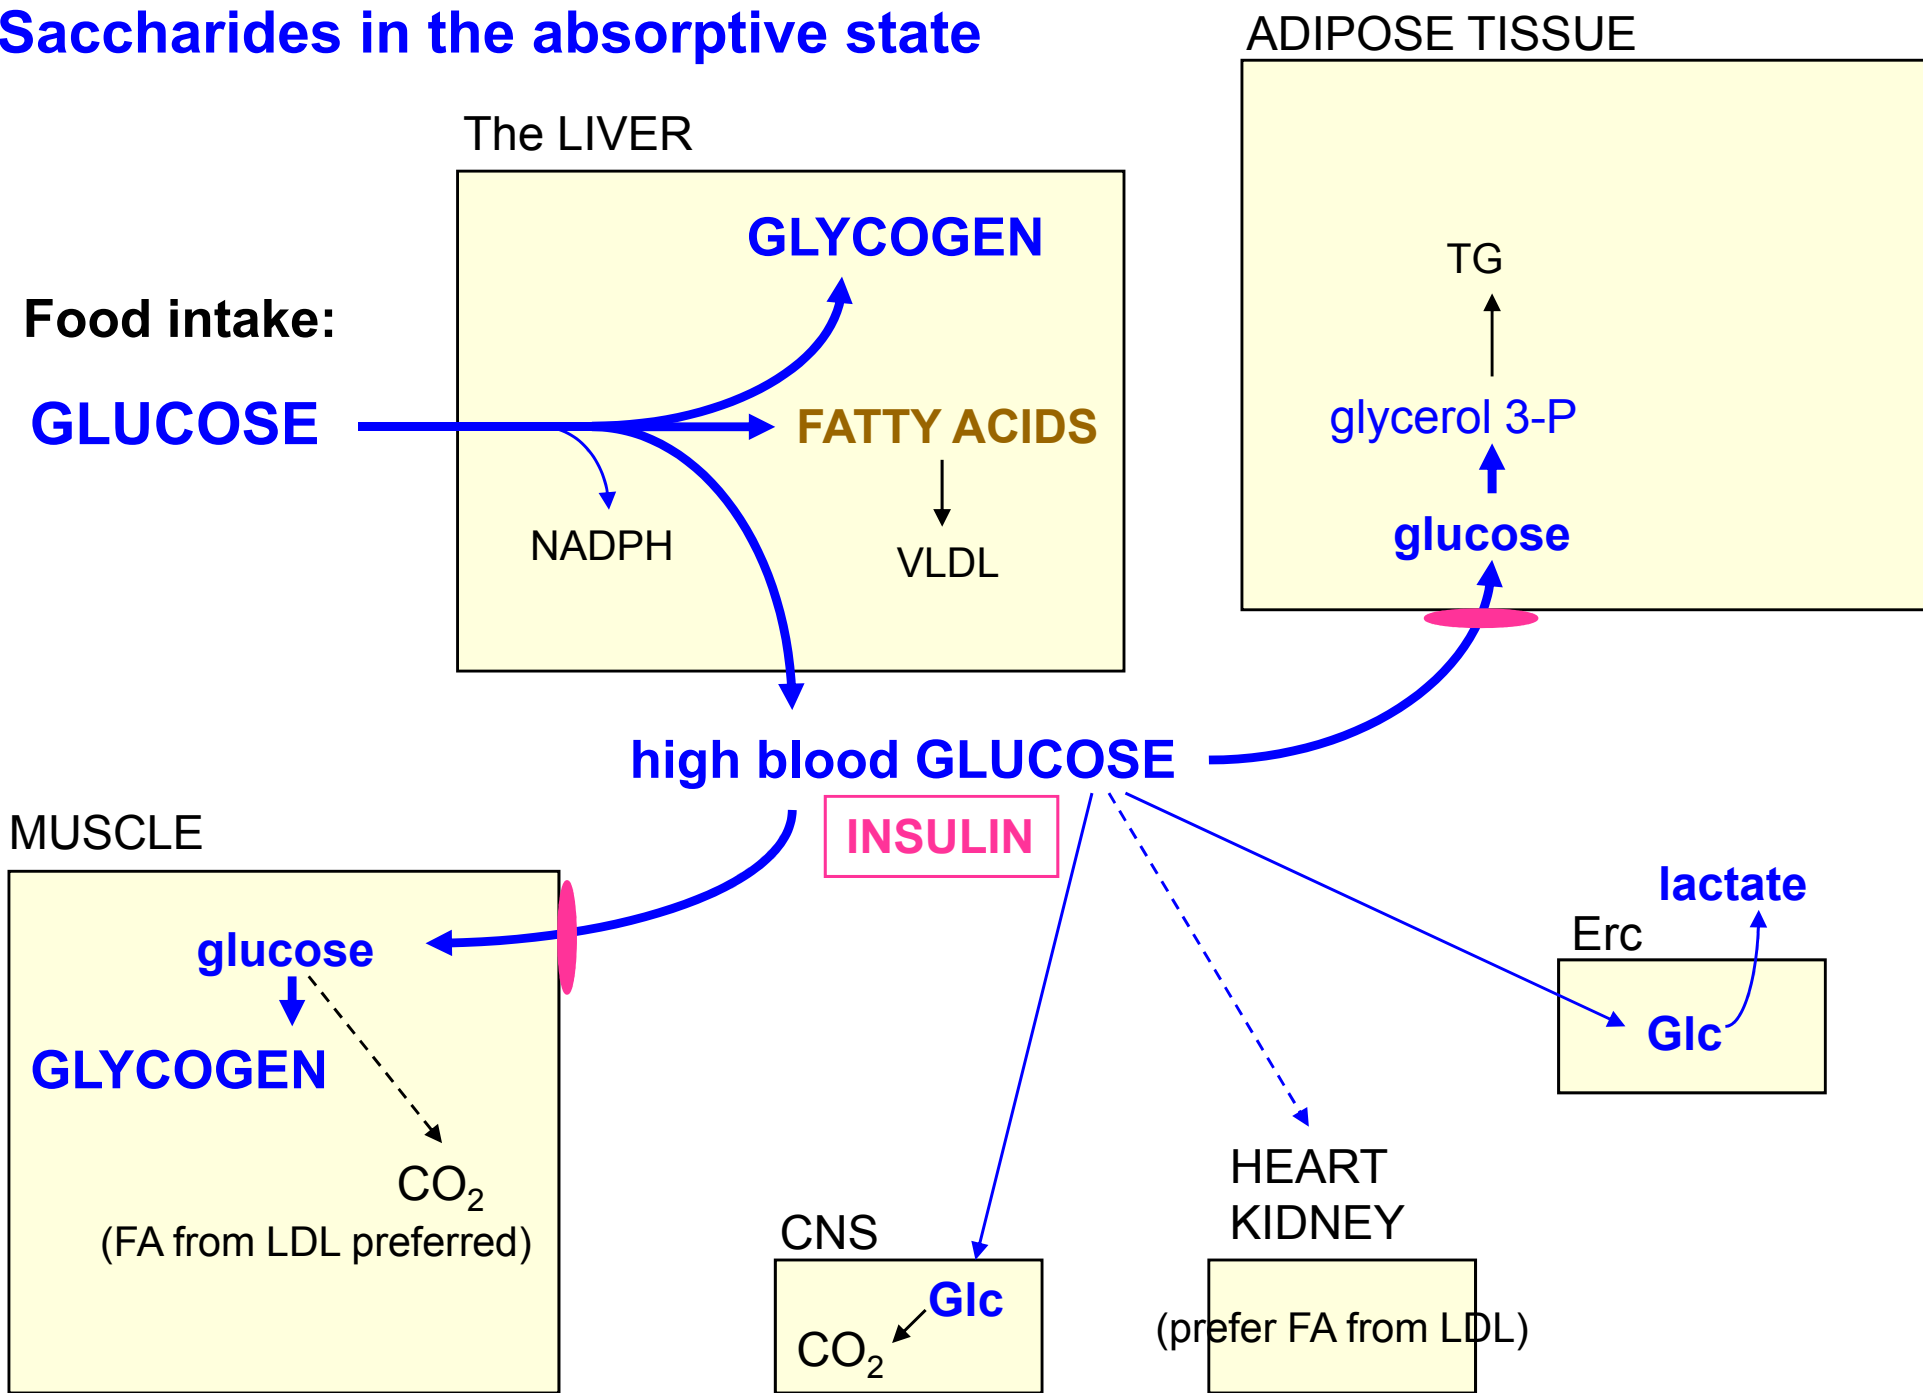 Saccharides in the absorptive state
ADIPOSE TISSUE
The LIVER
GLYCOGEN
TG
Food intake:
GLUCOSE
FATTY ACIDS
glycerol 3-P
NADPH
VLDL
glucose
high blood GLUCOSE
INSULIN
MUSCLE
glucose
GLYCOGEN
CO₂
(FA from LDL preferred)
lactate
Erc
Glc
HEART
KIDNEY
(prefer FA from LDL)
CNS
Glc
CO₂